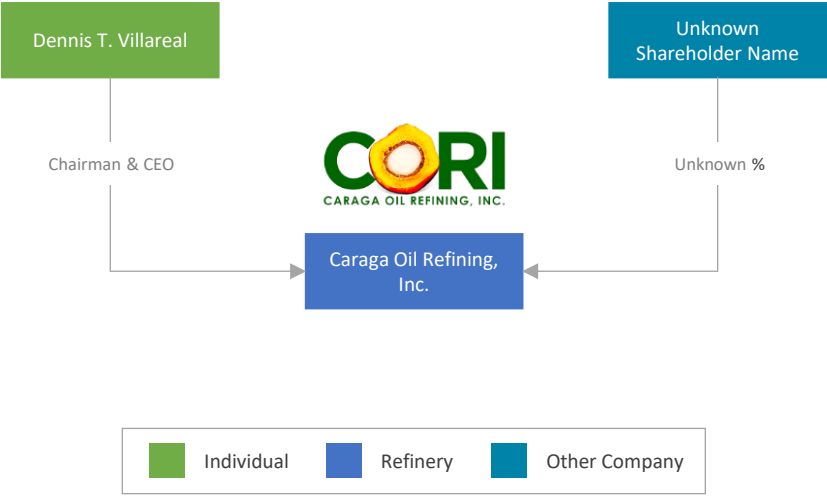 Dennis T. Villareal
Unknown
Shareholder Name
Chairman & CEO
Unknown %
CORI
CARAGA OIL REFINING, INC.
Caraga Oil Refining,
Inc.
Individual
Refinery
Other Company